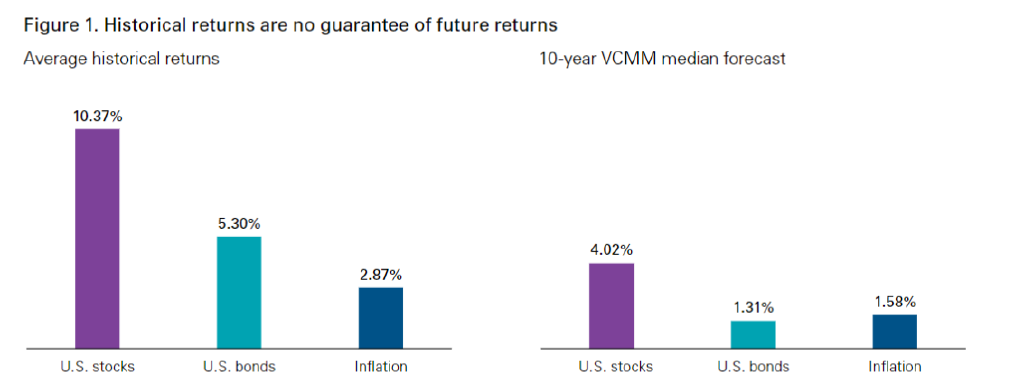 Figure 1. Historical returns are no guarantee of future returns
Average historical returns
10.37%
5.30%
2.87%
U.S. stocks
U.S. bonds
Inflation
10-year VCMM median forecast
4.02%
1.31%
1.58%
U.S. stocks
U.S. bonds
Inflation